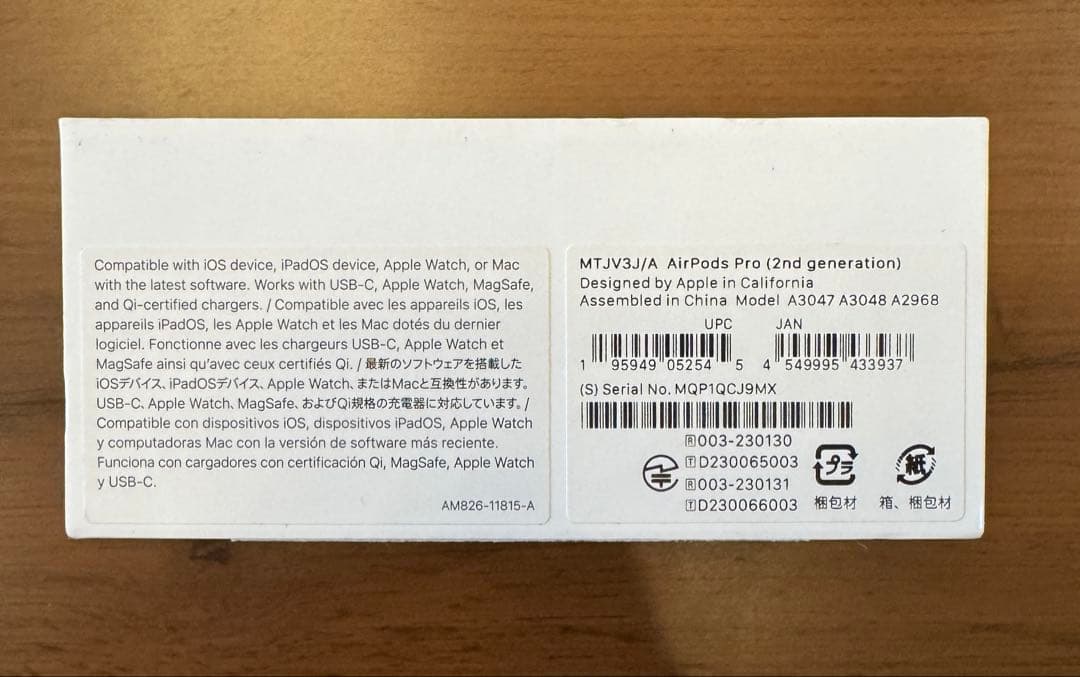 Compatible with iOS device, iPadOS device, Apple Watch, or Mac
with the latest software. Works with USB-C, Apple Watch, MagSafe,
and Qi-certified chargers. / Compatible avec les appareils iOS, les
appareils iPadOS, les Apple Watch et les Mac dotés du dernier
logiciel. Fonctionne avec les chargeurs USB-C, Apple Watch et
MagSafe ainsi qu'avec ceux certifiés Qi. / 最新のソフトウェアを搭載した
iOSデバイス、iPadOSデバイス、Apple Watch、またはMacと互換性があります。
USB-C、Apple Watch、MagSafe、およびQi規格の充電器に対応しています。/
Compatible con dispositivos iOS, dispositivos iPadOS, Apple Watch
y computadoras Mac con la versión de software más reciente.
Funciona con cargadores con certificación Qi, MagSafe, Apple Watch
y USB-C.
AM826-11815-A
MTJV3J/A AirPods Pro (2nd generation)
Designed by Apple in California
Assembled in China Model A3047 A3048 A2968
UPC JAN
1 95949 05254 5 4 549995 433937
(S) Serial No. MQP1QCJ9MX
R 003-230130
T D230065003
R 003-230131
T D230066003
プラ
梱包材
紙
箱、梱包材